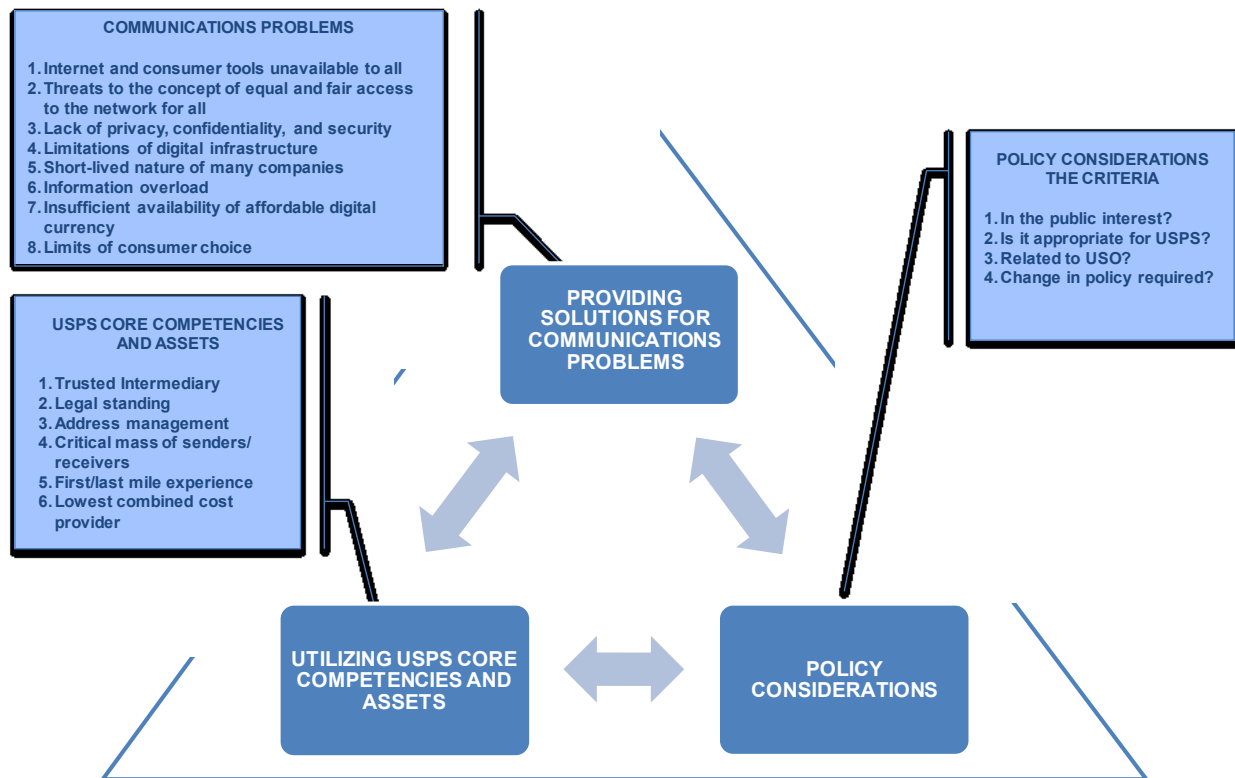 COMMUNICATIONS PROBLEMS
1. Internet and consumer tools unavailable to all
2. Threats to the concept of equal and fair access
to the network for all
3. Lack of privacy, confidentiality, and security
4. Limitations of digital infrastructure
5. Short-lived nature of many companies
6. Information overload
7. Insufficient availability of affordable digital
currency
8. Limits of consumer choice
POLICY CONSIDERATIONS
THE CRITERIA
1. In the public interest?
2. Is it appropriate for USPS?
3. Related to USO?
4. Change in policy required?
USPS CORE COMPETENCIES
AND ASSETS
1. Trusted Intermediary
2. Legal standing
3. Address management
4. Critical mass of senders/
receivers
5. First/last mile experience
6. Lowest combined cost
provider
PROVIDING
SOLUTIONS FOR
COMMUNICATIONS
PROBLEMS
UTILIZING USPS CORE
COMPETENCIES AND
ASSETS
POLICY
CONSIDERATIONS